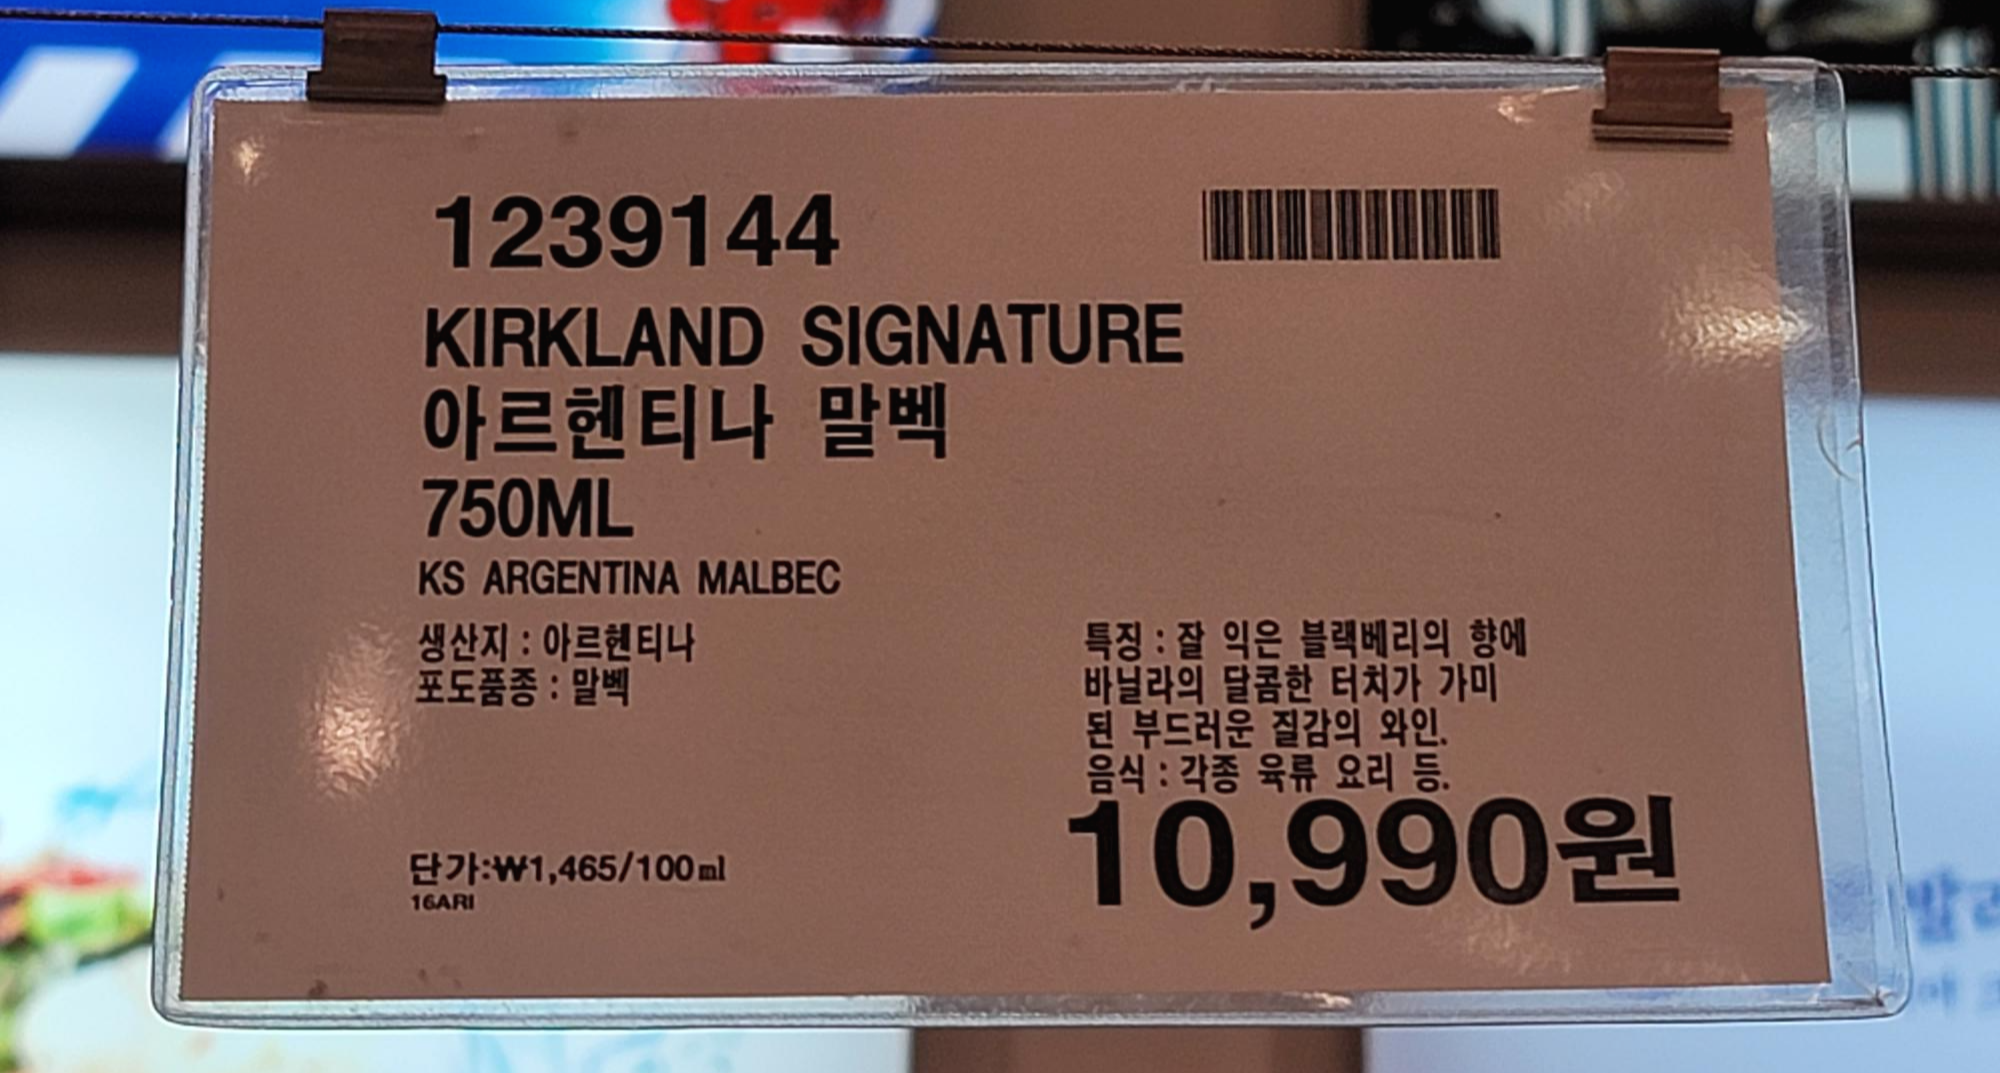 1239144
KIRKLAND SIGNATURE
아르헨티나 말벡
750ML
KS ARGENTINA MALBEC
생산지 : 아르헨티나
포도품종 : 말벡
특징 : 잘 익은 블랙베리의 향에
바닐라의 달콤한 터치가 가미
된 부드러운 질감의 와인.
음식 : 각종 육류 요리 등.
10,990원
단가:₩1,465/100㎖
16ARI